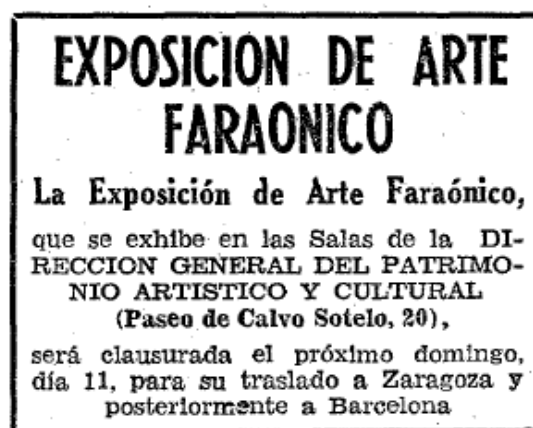 EXPOSICION DE ARTE
FARAONICO
La Exposición de Arte Faraónico,
que se exhibe en las Salas de la DI-
RECCION GENERAL DEL PATRIMO-
NIO ARTISTICO Y CULTURAL
(Paseo de Calvo Sotelo, 20),
será clausurada el próximo domingo,
día 11, para su traslado a Zaragoza y
posteriormente a Barcelona